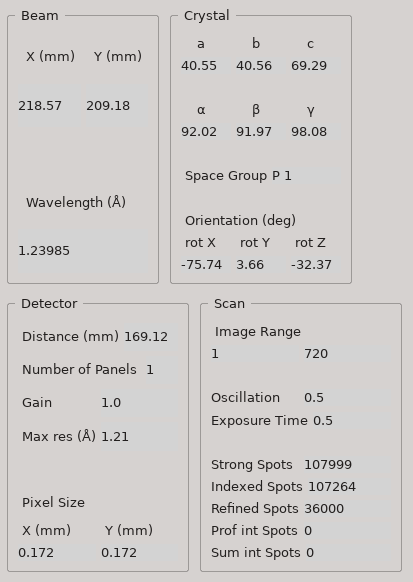 Beam
X (mm) Y (mm)
218.57 209.18
Wavelength (Å)
1.23985
Crystal
a b c
40.55 40.56 69.29
α β γ
92.02 91.97 98.08
Space Group P 1
Orientation (deg)
rot X rot Y rot Z
-75.74 3.66 -32.37
Detector
Distance (mm) 169.12
Number of Panels 1
Gain 1.0
Max res (Å) 1.21
Pixel Size
X (mm) Y (mm)
0.172 0.172
Scan
Image Range
1 720
Oscillation 0.5
Exposure Time 0.5
Strong Spots 107999
Indexed Spots 107264
Refined Spots 36000
Prof int Spots 0
Sum int Spots 0